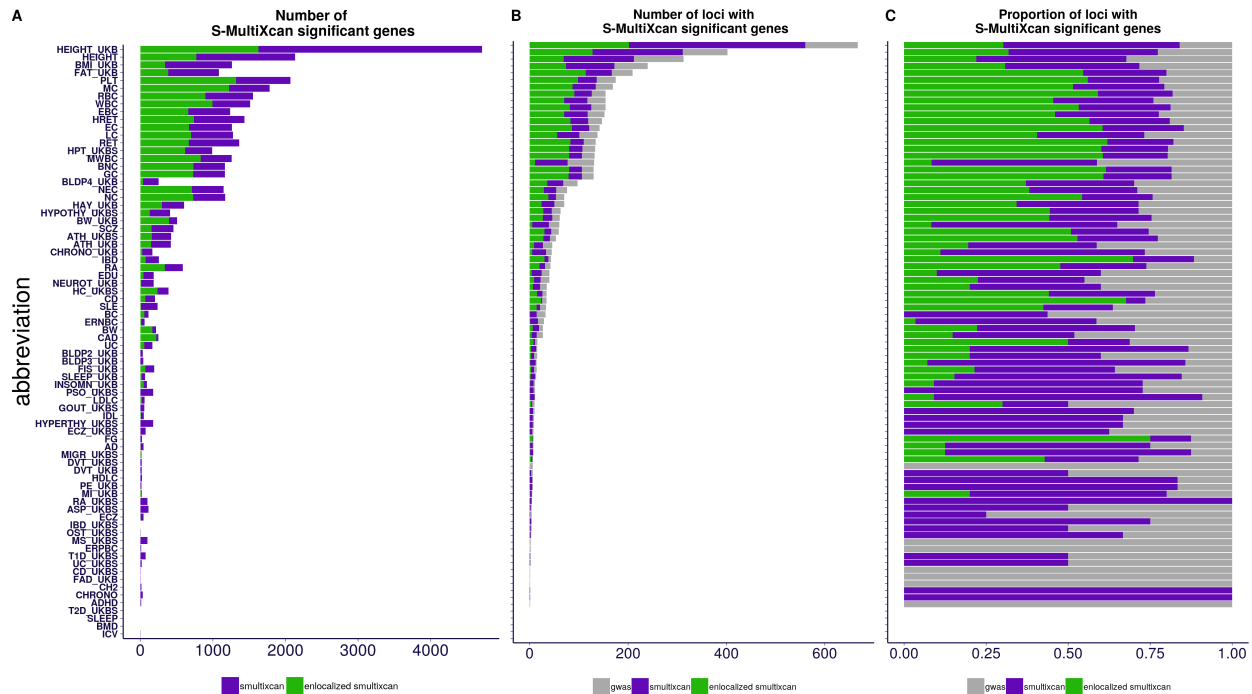 A
Number of
S-MultiXcan significant genes
B
Number of loci with
S-MultiXcan significant genes
C
Proportion of loci with
S-MultiXcan significant genes
abbreviation
HEIGHT_UKB
HEIGHT
BMI_UKB
FAT_UKB
PLT
MC
RBC
WBC
EBC
HRET
EC
LC
RET
HPT_UKBS
MWBC
BNC
GC
BLDP4_UKB
NEC
NC
HAY_UKB
HYPOTHY_UKBS
BW_UKB
SCZ
ATH_UKBS
ATH_UKB
CHRONO_UKB
IBD
RA
EDU
NEUROT_UKB
HC_UKBS
CD
SLE
BC
ERNBC
BW
CAD
UC
BLDP2_UKB
BLDP3_UKB
FIS_UKB
SLEEP_UKB
INSOMN_UKB
PSO_UKBS
LDLC
GOUT_UKBS
IDL
HYPERTHY_UKBS
ECZ_UKBS
FG
AD
MIGR_UKBS
DVT_UKBS
DVT_UKB
HDLC
PE_UKB
MI_UKB
RA_UKBS
ASP_UKBS
ECZ
IBD_UKBS
OST_UKBS
MS_UKBS
ERPBC
T1D_UKBS
UC_UKBS
CD_UKBS
FAD_UKB
CH2
CHRONO
ADHD
T2D_UKBS
SLEEP
BMD
ICV
0 1000 2000 3000 4000
0 200 400 600
0.00 0.25 0.50 0.75 1.00
smultixcan enlocalized smultixcan
gwas smultixcan enlocalized smultixcan
gwas smultixcan enlocalized smultixcan